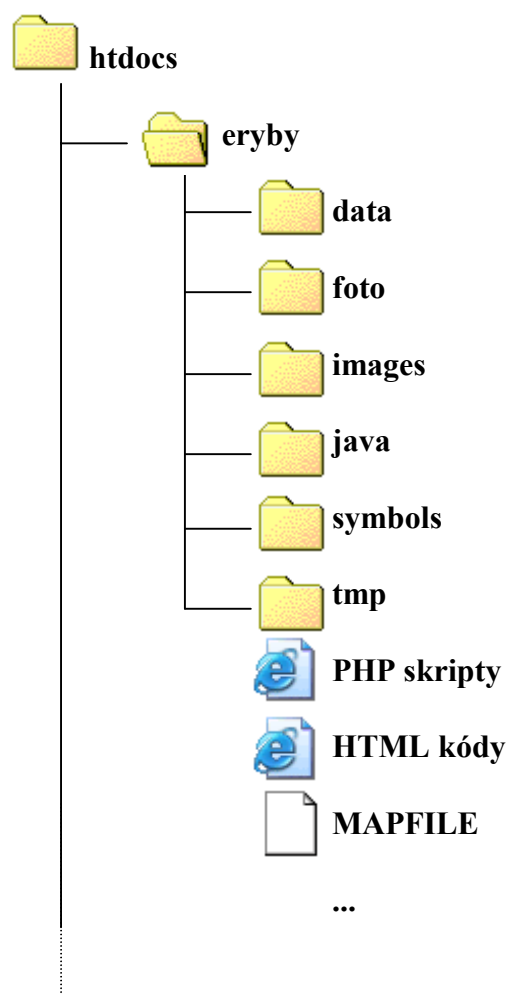 htdocs
eryby
data
foto
images
java
symbols
tmp
PHP skripty
HTML kódy
MAPFILE
...